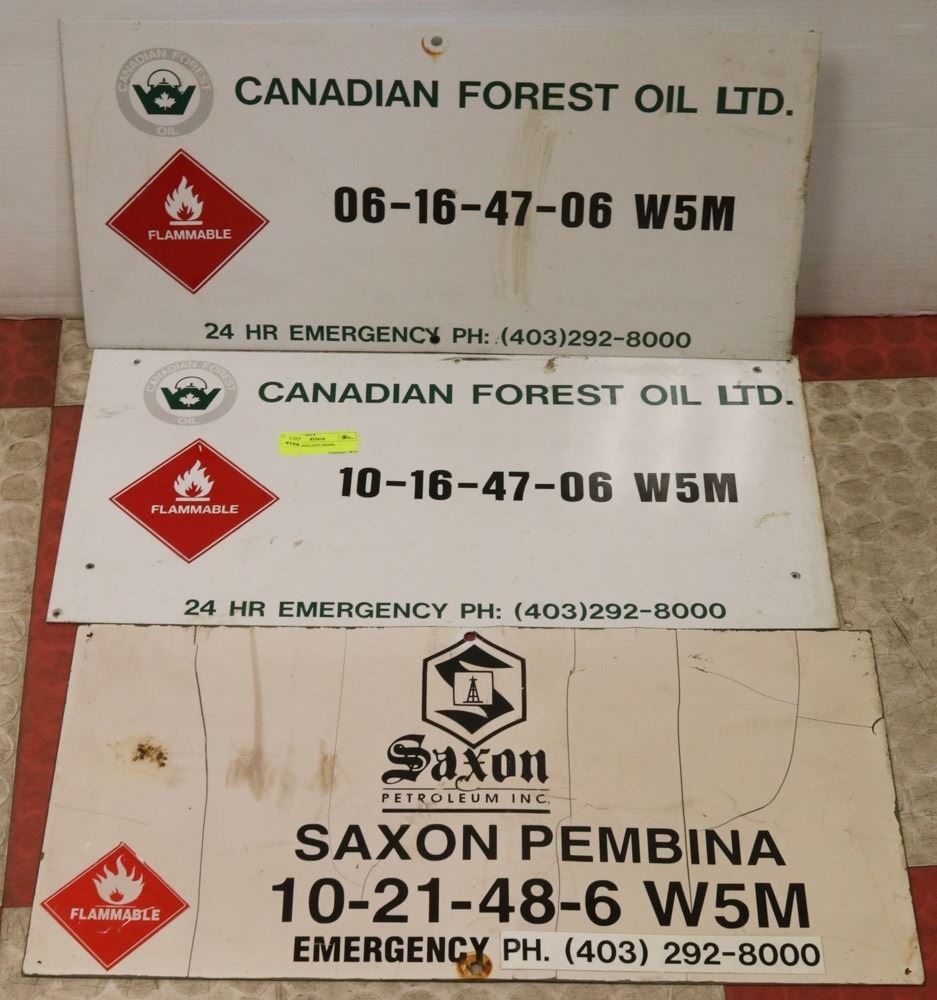 CANADIAN FOREST
OIL
CANADIAN FOREST OIL LTD.
FLAMMABLE
06-16-47-06 W5M
24 HR EMERGENCY PH: (403)292-8000
CANADIAN FOREST
OIL
CANADIAN FOREST OIL LTD.
LOT
FLAMMABLE
10-16-47-06 W5M
24 HR EMERGENCY PH: (403)292-8000
Saxon
PETROLEUM INC.
SAXON PEMBINA
FLAMMABLE
10-21-48-6 W5M
EMERGENCY PH. (403) 292-8000